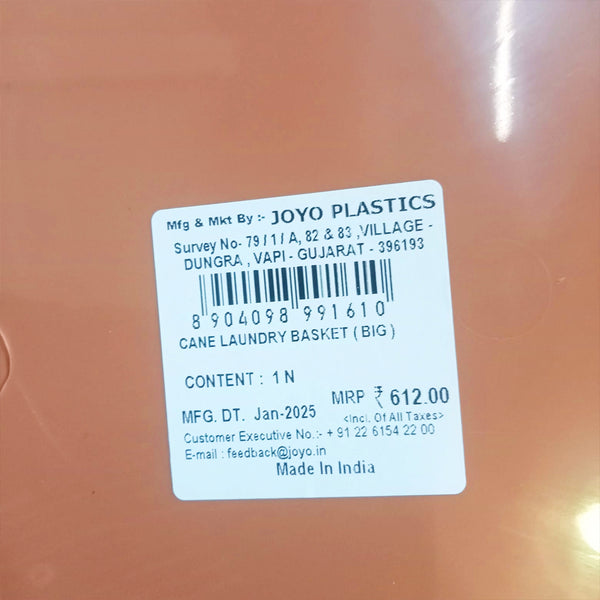 Mfg & Mkt By :- JOYO PLASTICS
Survey No- 79 / 1 / A, 82 & 83 ,VILLAGE -
DUNGRA , VAPI - GUJARAT - 396193
8 904098 991610
CANE LAUNDRY BASKET ( BIG )
CONTENT : 1 N
MRP ₹ 612.00
MFG. DT. Jan-2025 <Incl. Of All Taxes>
Customer Executive No.:- + 91 22 6154 22 00
E-mail : feedback@joyo.in
Made In India